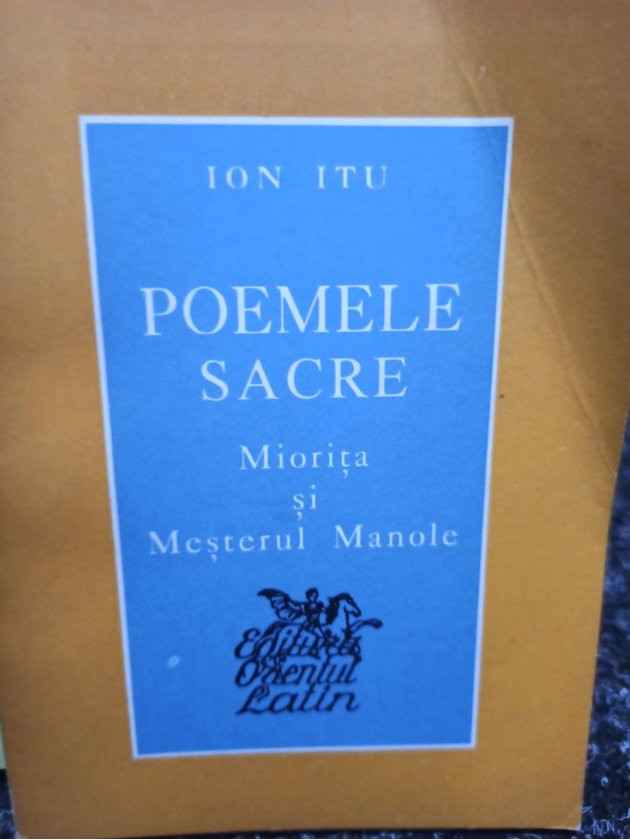 ION ITU
POEMELE
SACRE
Miorița
și
Meșterul Manole
Editura
Orientul
Latin